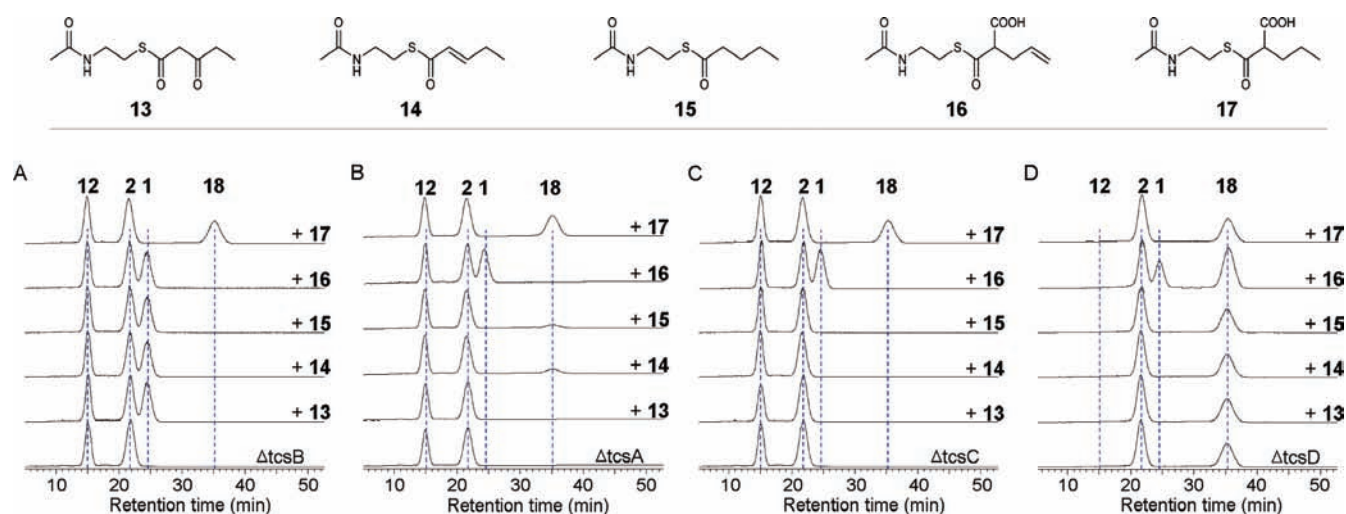 O
O
O
O
O
COOH
COOH
S
S
S
S
S
N
H
N
H
N
H
N
H
N
H
O
O
O
O
O
O
13
14
15
16
17
A
12
2
1
18
+ 17
+ 16
+ 15
+ 14
+ 13
ΔtcsB
10
20
30
40
50
Retention time (min)
B
12
2
1
18
+ 17
+ 16
+ 15
+ 14
+ 13
ΔtcsA
10
20
30
40
50
Retention time (min)
C
12
2
1
18
+ 17
+ 16
+ 15
+ 14
+ 13
ΔtcsC
10
20
30
40
50
Retention time (min)
D
12
2
1
18
+ 17
+ 16
+ 15
+ 14
+ 13
ΔtcsD
10
20
30
40
50
Retention time (min)